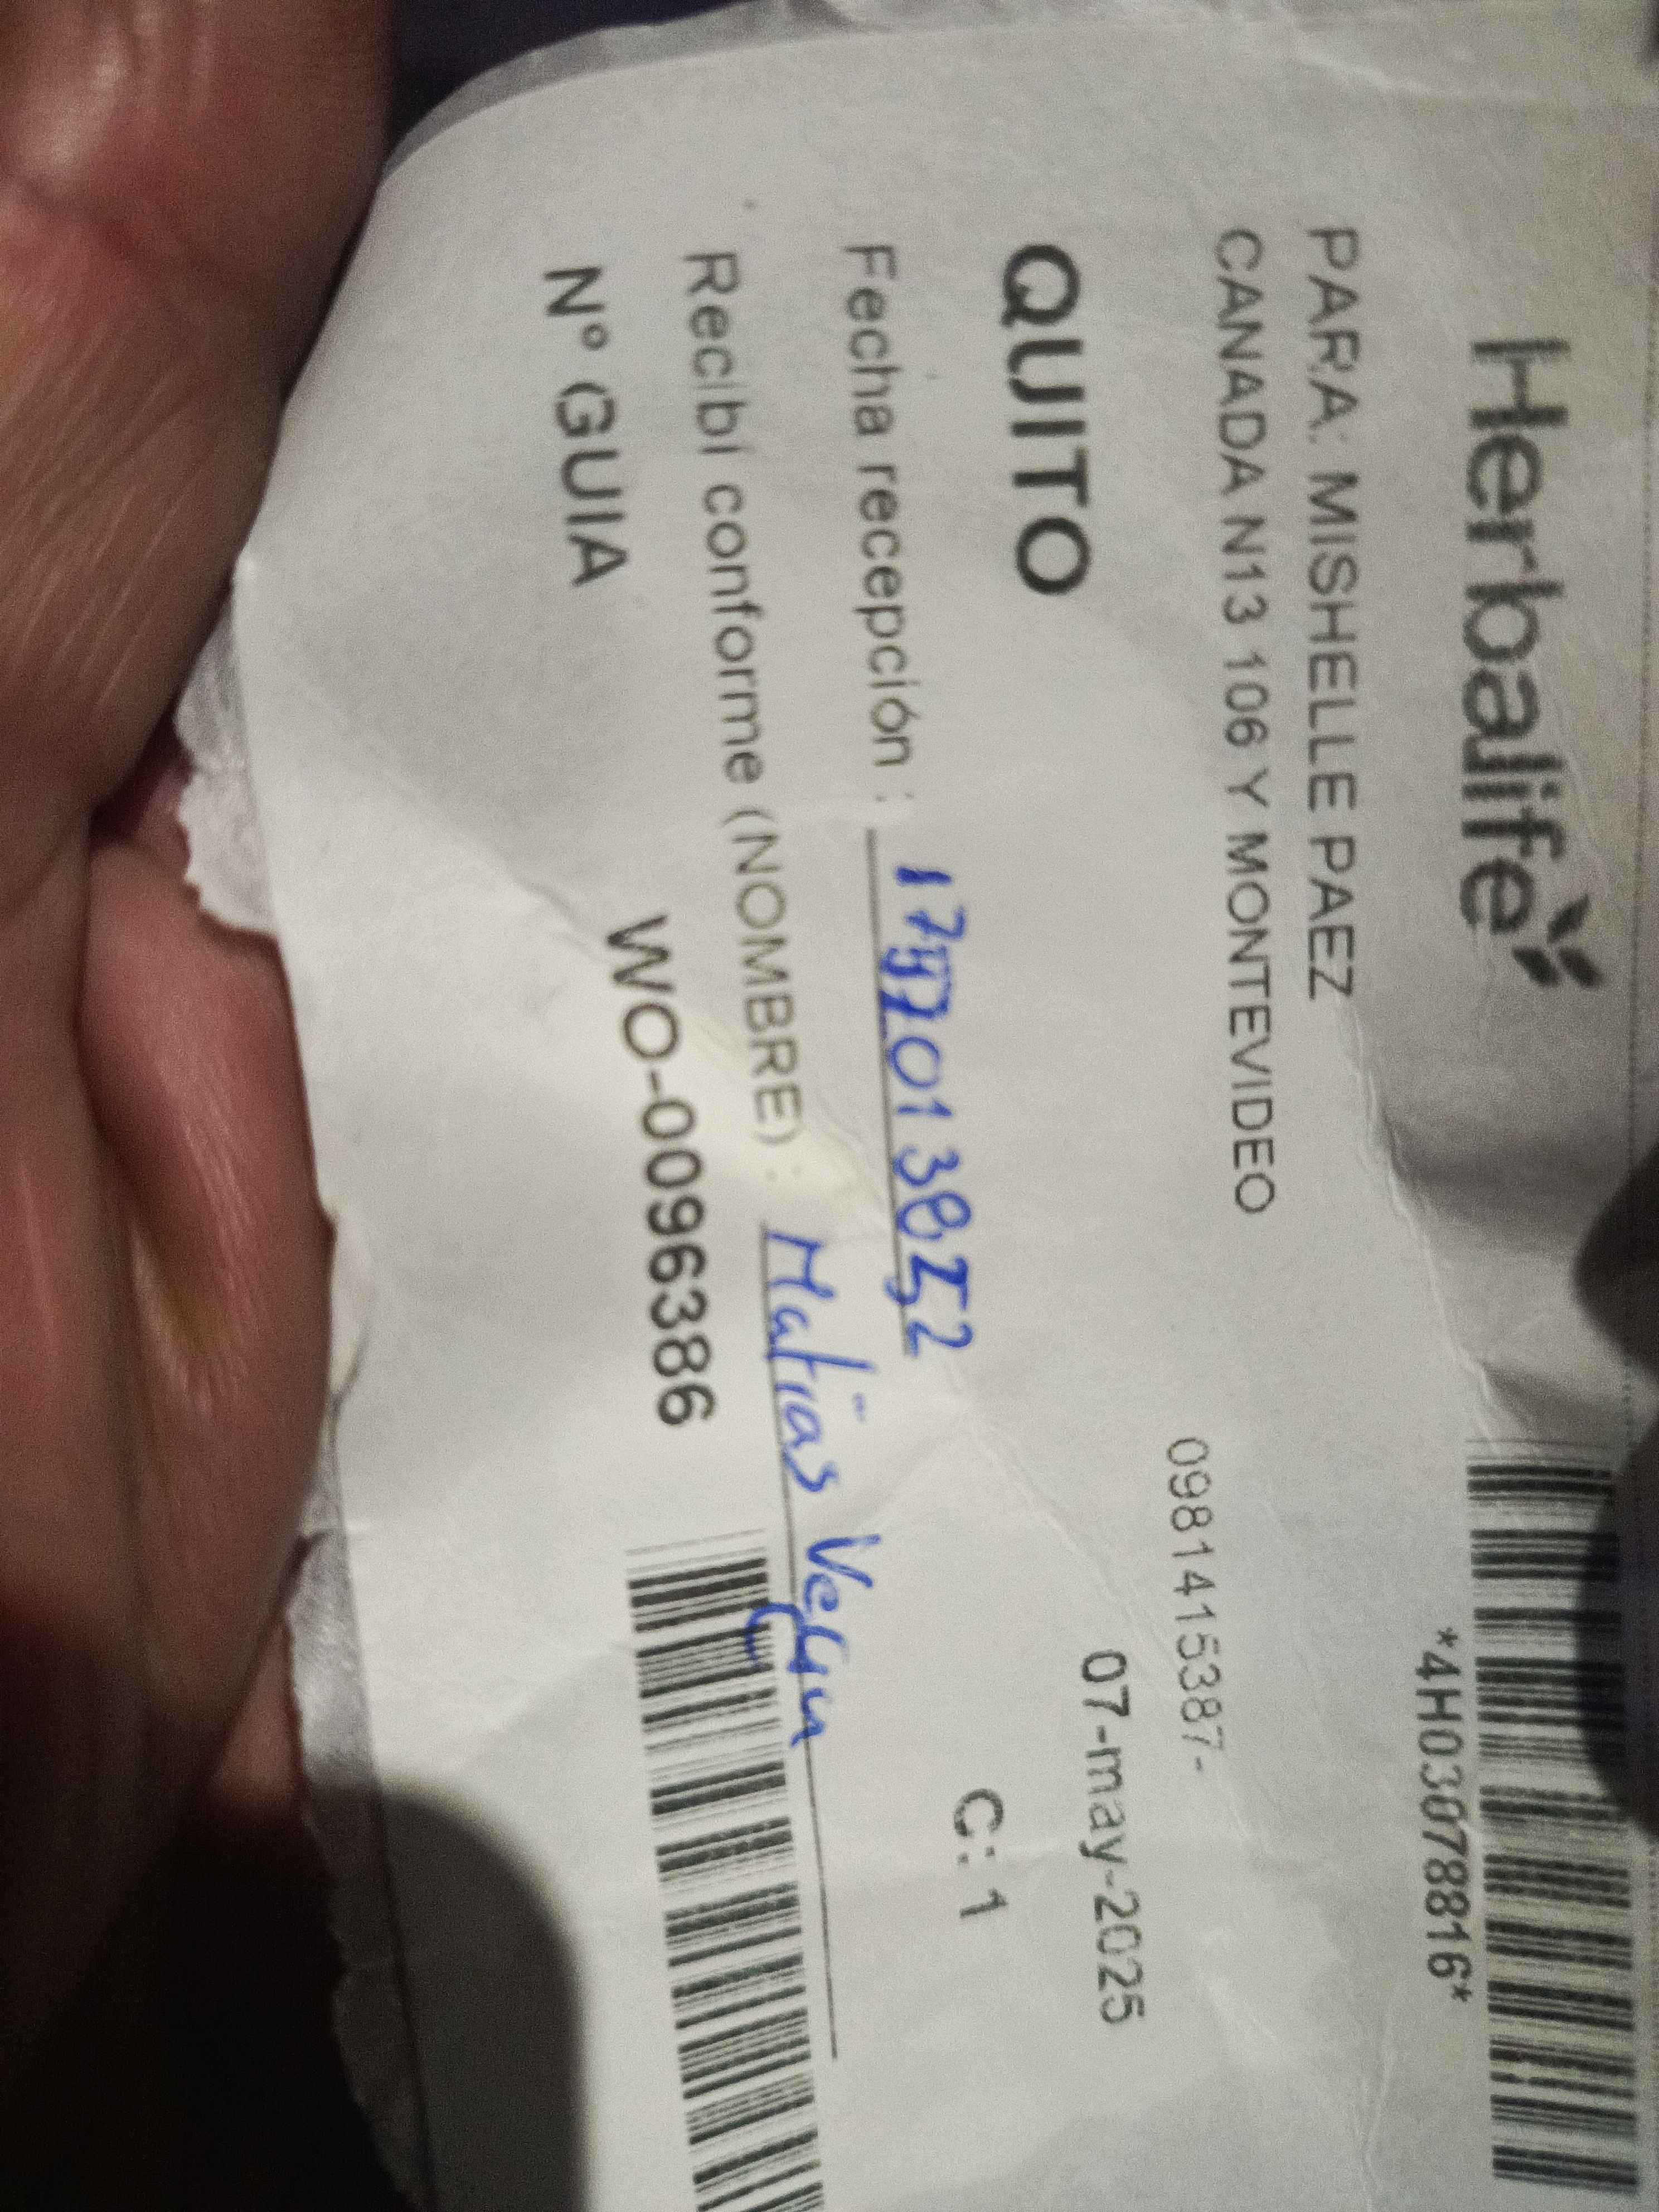 Herbalife
*4H03078816*
PARA: MISHELLE PAEZ
CANADA N13 106 Y MONTEVIDEO
0981415387-
07-may-2025
QUITO
C: 1
Fecha recepción :
Recibí conforme (NOMBRE) : Matias Vega
N° GUIA WO-0096386